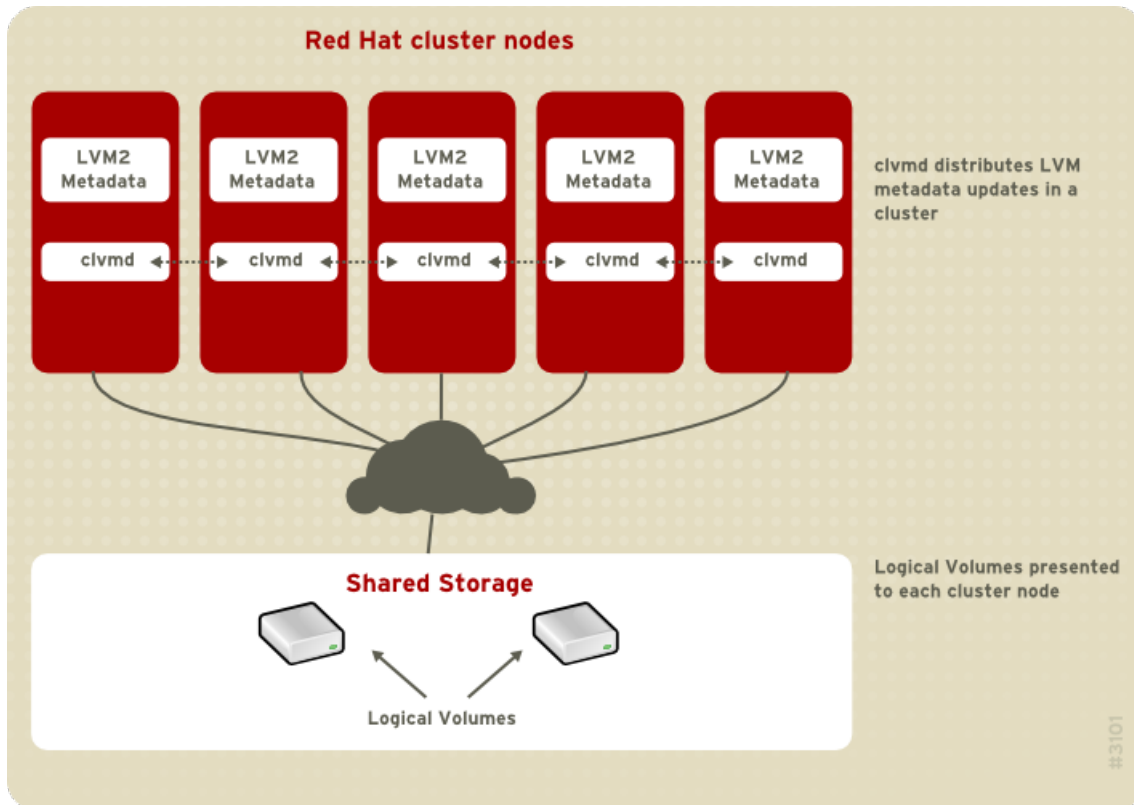 Red Hat cluster nodes
LVM2
Metadata
LVM2
Metadata
LVM2
Metadata
LVM2
Metadata
LVM2
Metadata
clvmd distributes LVM
metadata updates in a
cluster
clvmd
clvmd
clvmd
clvmd
clvmd
Shared Storage
Logical Volumes presented
to each cluster node
Logical Volumes
#3101